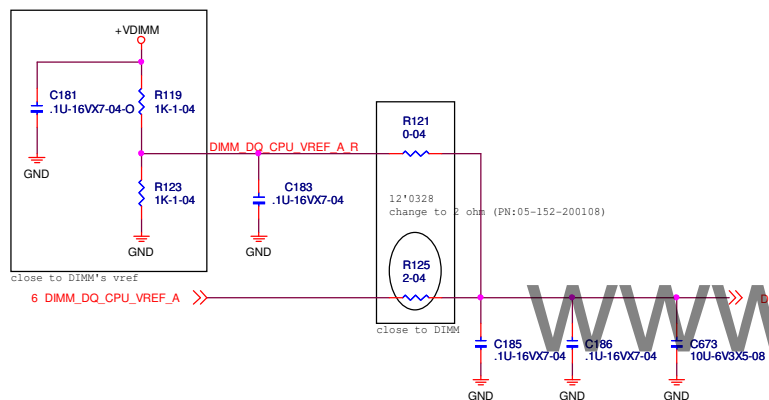 +VDIMM
C181
.1U-16VX7-04-O
R119
1K-1-04
R121
0-04
DIMM_DQ_CPU_VREF_A_R
GND
R123
1K-1-04
C183
.1U-16VX7-04
12'0328
change to 2 ohm (PN:05-152-200108)
GND
GND
close to DIMM's vref
R125
2-04
6 DIMM_DQ_CPU_VREF_A
D
close to DIMM
WWW
C185
.1U-16VX7-04
C186
.1U-16VX7-04
C673
10U-6V3X5-08
GND
GND
GND